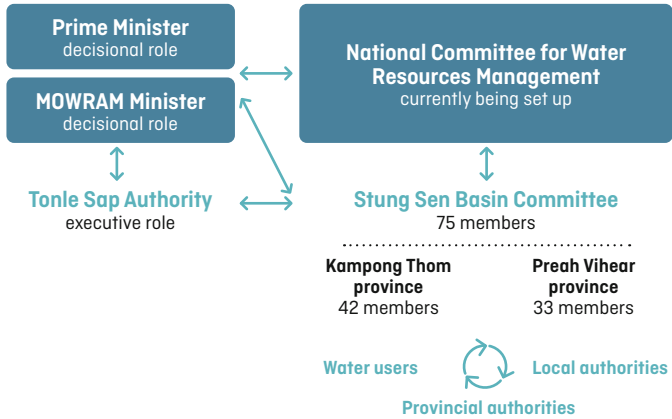 Prime Minister
decisional role
MOWRAM Minister
decisional role
National Committee for Water
Resources Management
currently being set up
Tonle Sap Authority
executive role
Stung Sen Basin Committee
75 members
Kampong Thom
province
42 members
Preah Vihear
province
33 members
Water users
Local authorities
Provincial authorities